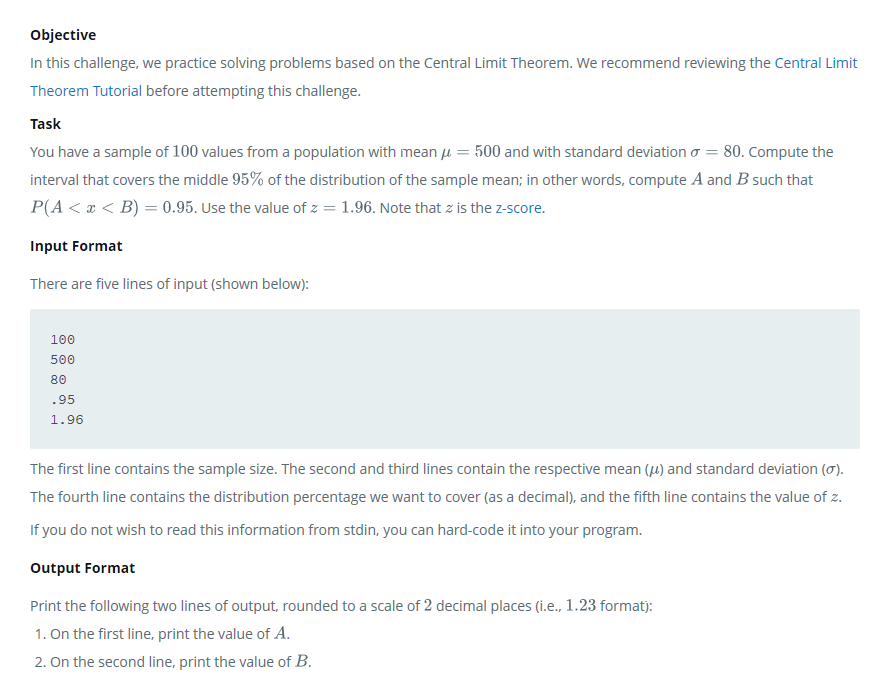 Objective
In this challenge, we practice solving problems based on the Central Limit Theorem. We recommend reviewing the Central Limit
Theorem Tutorial before attempting this challenge.
Task
You have a sample of 100 values from a population with mean μ = 500 and with standard deviation σ = 80. Compute the
interval that covers the middle 95% of the distribution of the sample mean; in other words, compute A and B such that
P(A < x < B) = 0.95. Use the value of z = 1.96. Note that z is the z-score.
Input Format
There are five lines of input (shown below):
100
500
80
.95
1.96
The first line contains the sample size. The second and third lines contain the respective mean (μ) and standard deviation (σ).
The fourth line contains the distribution percentage we want to cover (as a decimal), and the fifth line contains the value of z.
If you do not wish to read this information from stdin, you can hard-code it into your program.
Output Format
Print the following two lines of output, rounded to a scale of 2 decimal places (i.e., 1.23 format):
1. On the first line, print the value of A.
2. On the second line, print the value of B.